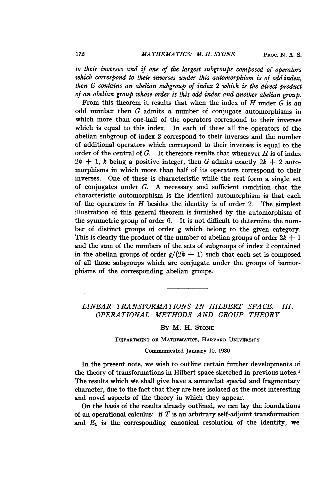 172 MATHEMATICS: M. H. STONE PROC. N. A. S.
to their inverses and if one of the largest subgroups composed of operators
which correspond to their inverses under this automorphism is of odd index,
then G contains an abelian subgroup of index 2 which is the direct product
of an abelian group whose order is this odd index and another abelian group.
From this theorem it results that when the index of H under G is an
odd number then G admits a number of conjugate automorphisms in
which more than one-half of the operators correspond to their inverses
which is equal to this index. In each of these all the operators of the
abelian subgroup of index 2 correspond to their inverses and the number
of additional operators which correspond to their inverses is equal to the
order of the central of G. It therefore results that whenever H is of index
2k + 1, k being a positive integer, then G admits exactly 2k + 2 auto-
morphisms in which more than half of its operators correspond to their
inverses. One of these is characteristic while the rest form a single set
of conjugates under G. A necessary and sufficient condition that the
characteristic automorphism is the identical automorphism is that each
of the operators in H besides the identity is of order 2. The simplest
illustration of this general theorem is furnished by the automorphism of
the symmetric group of order 6. It is not difficult to determine the num-
ber of distinct groups of order g which belong to the given category.
This is clearly the product of the number of abelian groups of order 2k + 1
and the sum of the numbers of the sets of subgroups of index 2 contained
in the abelian groups of order g/(2k + 1) such that each set is composed
of all those subgroups which are conjugate under the groups of isomor-
phisms of the corresponding abelian groups.
LINEAR TRANSFORMATIONS IN HILBERT SPACE. III.
OPERATIONAL METHODS AND GROUP THEORY
BY M. H. STONE
DEPARTMENT OF MATHEMATICS, HARVARD UNIVERSITY
Communicated January 10, 1930
In the present note, we wish to outline certain further developments of
the theory of transformations in Hilbert space sketched in previous notes.¹
The results which we shall give have a somewhat special and fragmentary
character, due to the fact that they are here isolated as the most interesting
and novel aspects of the theory in which they appear.
On the basis of the results already outlined, we can lay the foundations
of an operational calculus: if T is an arbitrary self-adjoint transformation
and E is the corresponding canonical resolution of the identity, we